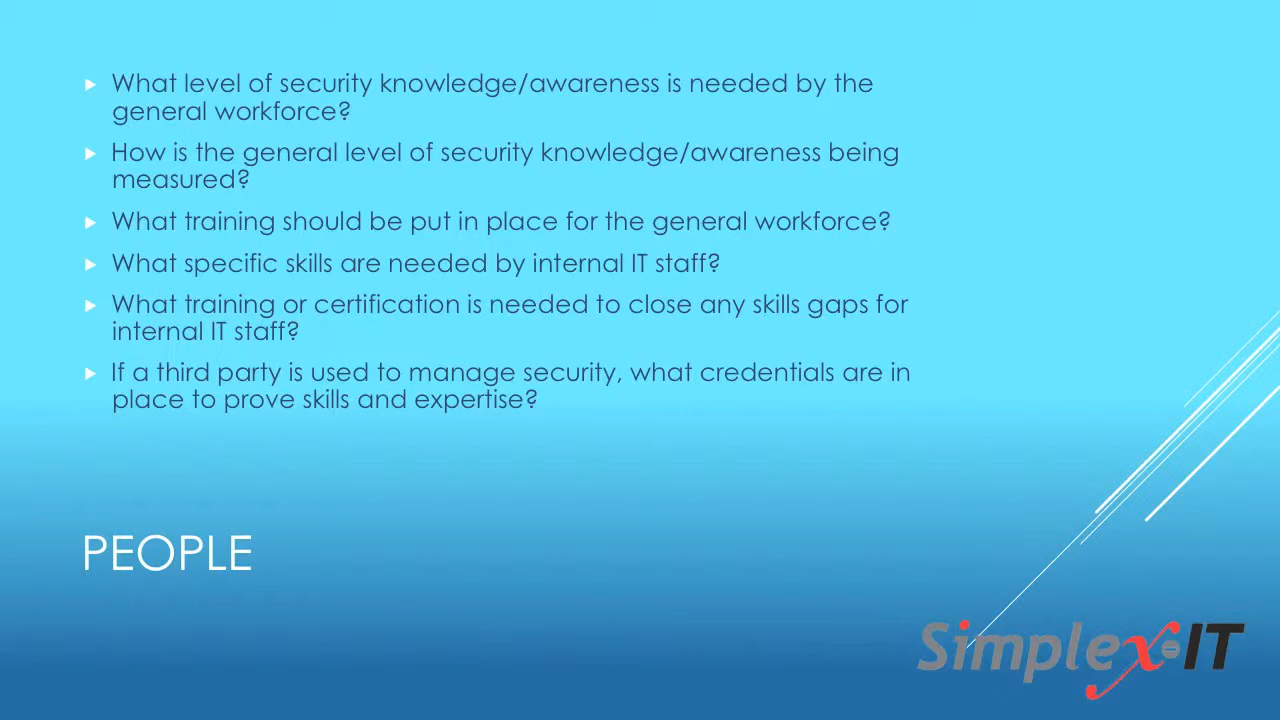 What level of security knowledge/awareness is needed by the
general workforce?
How is the general level of security knowledge/awareness being
measured?
What training should be put in place for the general workforce?
What specific skills are needed by internal IT staff?
What training or certification is needed to close any skills gaps for
internal IT staff?
If a third party is used to manage security, what credentials are in
place to prove skills and expertise?
PEOPLE
Simplex-IT